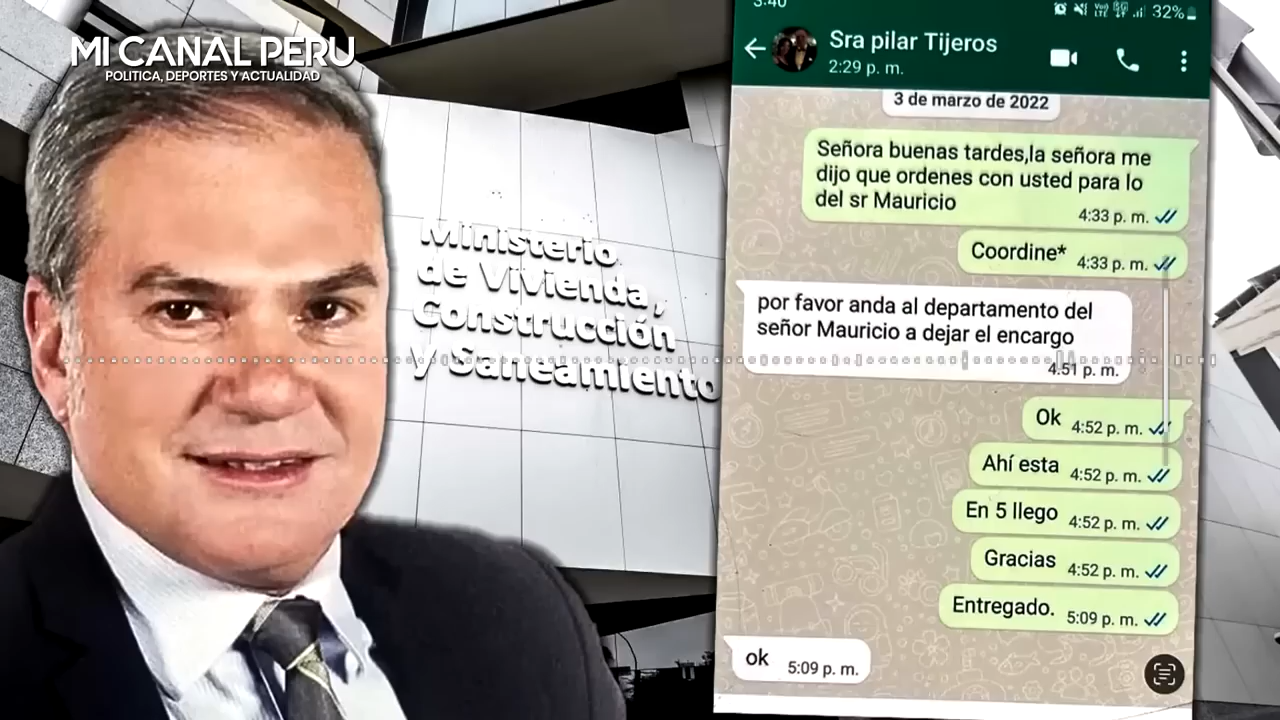 MI CANAL PERU
POLITICA, DEPORTES Y ACTUALIDAD
Ministerio
de Vivienda,
Construcción
y Saneamiento
3:40
32%
Sra pilar Tijeros
2:29 p. m.
3 de marzo de 2022
Señora buenas tardes,la señora me
dijo que ordenes con usted para lo
del sr Mauricio
4:33 p. m.
Coordine* 4:33 p. m.
por favor anda al departamento del
señor Mauricio a dejar el encargo
4:51 p. m.
Ok 4:52 p. m.
Ahí esta 4:52 p. m.
En 5 llego 4:52 p. m.
Gracias 4:52 p. m.
Entregado. 5:09 p. m.
ok 5:09 p. m.